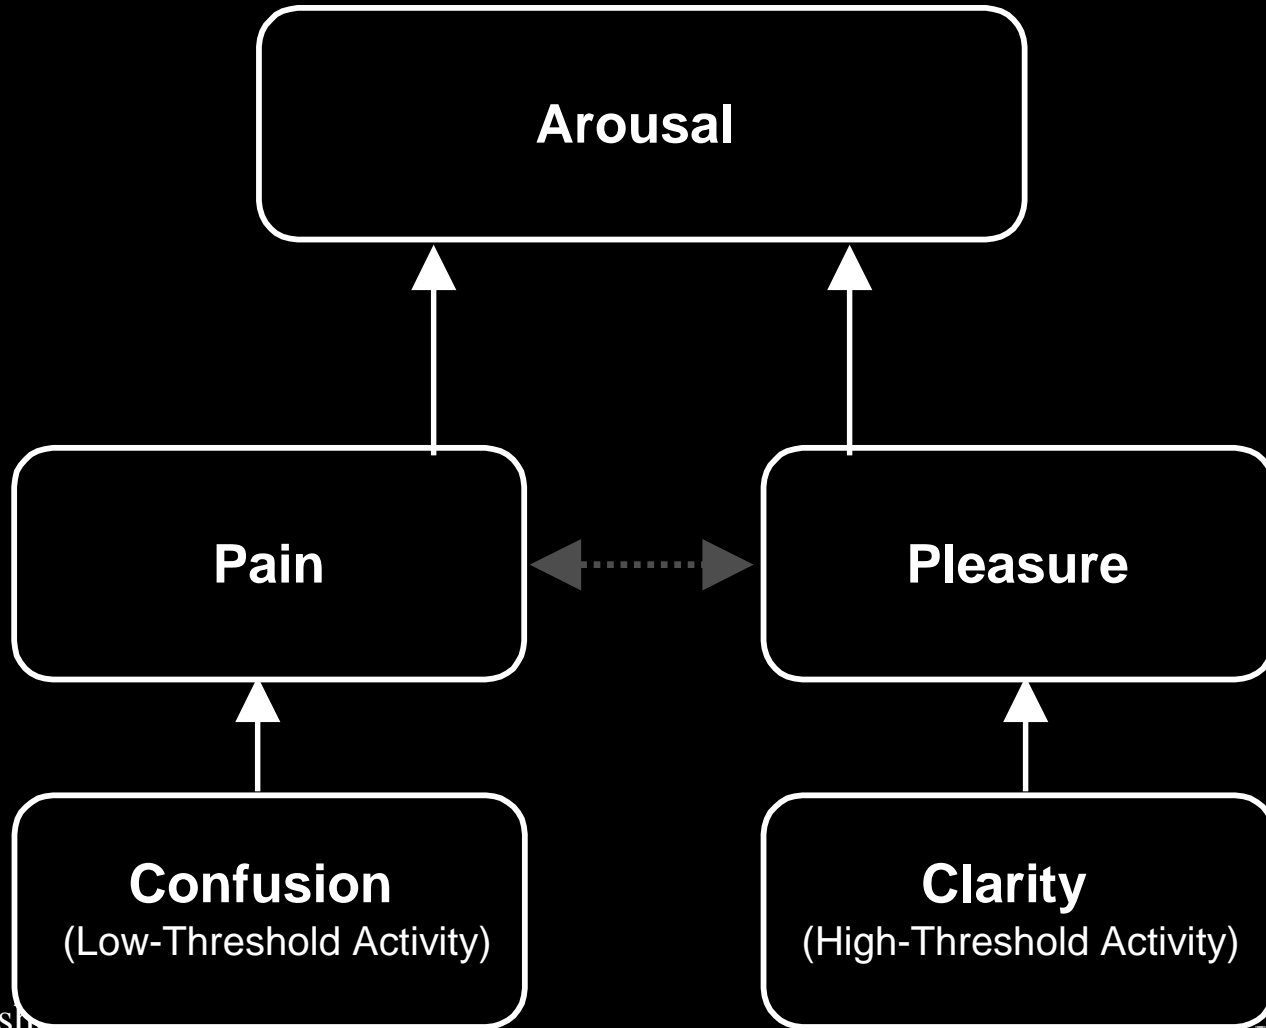 Arousal
Pain
Pleasure
Confusion
(Low-Threshold Activity)
Clarity
(High-Threshold Activity)